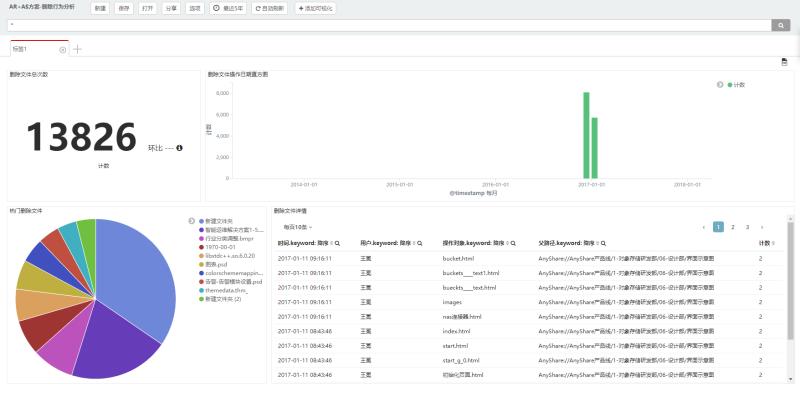 AR+AS方案-删除行为分析 新建 保存 打开 分享 选项 最近5年 自动刷新 添加可视化
*
标签1
删除文件总次数
13826 环比 ---
计数
删除文件操作日期直方图
计数
8,000
6,000
4,000
2,000
0
2014-01-01 2015-01-01 2016-01-01 2017-01-01 2018-01-01
@timestamp 每月
计数
热门删除文件
新建文件夹
智能运维解决方案1-5....
行业分类调整.bmpr
1970-00-01
libstdc++.so.6.0.20
图表.psd
colorschememappin...
告警-告警模块设置.psd
themedata.thm_
新建文件夹 (2)
删除文件详情
每页10条
1 2 3
时间.keyword: 降序 用户.keyword: 降序 操作对象.keyword: 降序 父路径.keyword: 降序 计数
2017-01-11 09:16:11 王冕 bucket.html AnyShare://AnyShare产品线/1-对象存储研发部/06-设计部/界面示意图 2
2017-01-11 09:16:11 王冕 buckets___text1.html AnyShare://AnyShare产品线/1-对象存储研发部/06-设计部/界面示意图 2
2017-01-11 09:16:11 王冕 bueckts___text.html AnyShare://AnyShare产品线/1-对象存储研发部/06-设计部/界面示意图 2
2017-01-11 09:16:11 王冕 images AnyShare://AnyShare产品线/1-对象存储研发部/06-设计部/界面示意图 2
2017-01-11 09:16:11 王冕 nas连接器.html AnyShare://AnyShare产品线/1-对象存储研发部/06-设计部/界面示意图 2
2017-01-11 08:43:46 王冕 index.html AnyShare://AnyShare产品线/1-对象存储研发部/06-设计部/界面示意图 2
2017-01-11 08:43:46 王冕 start.html AnyShare://AnyShare产品线/1-对象存储研发部/06-设计部/界面示意图 2
2017-01-11 08:43:46 王冕 start_g_0.html AnyShare://AnyShare产品线/1-对象存储研发部/06-设计部/界面示意图 2
2017-01-11 08:43:46 王冕 初始化页面.html AnyShare://AnyShare产品线/1-对象存储研发部/06-设计部/界面示意图 2